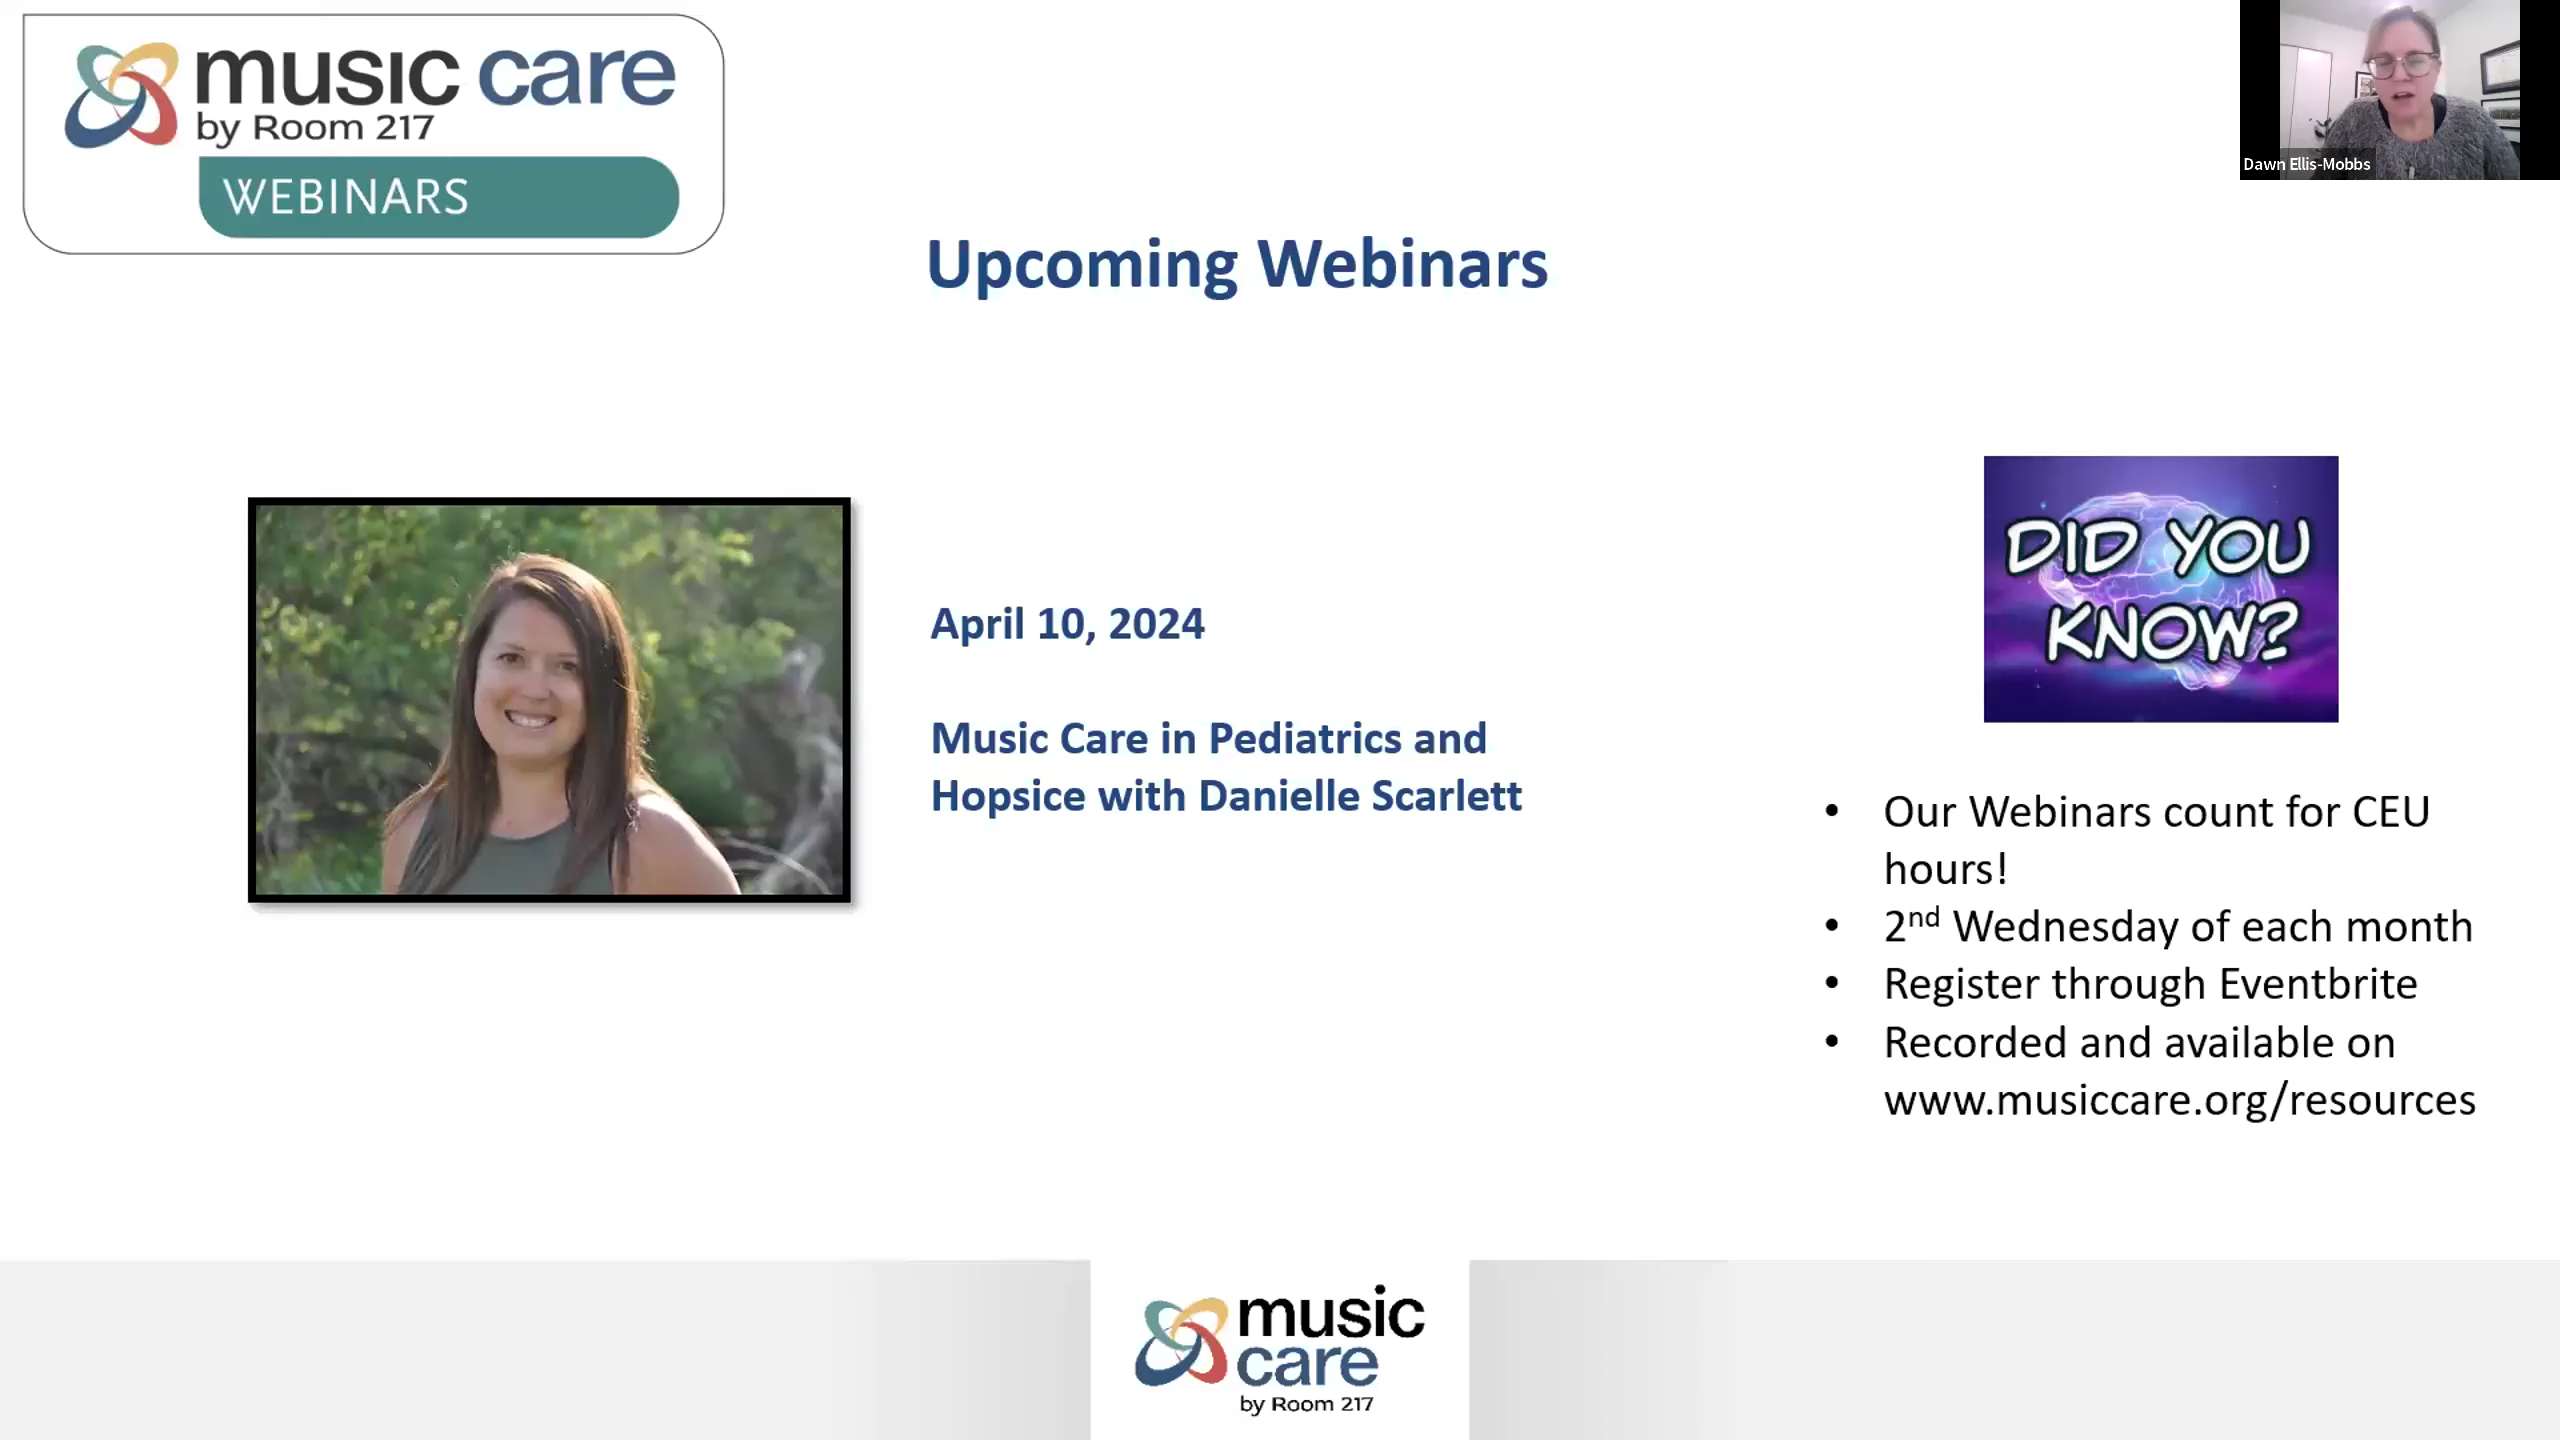 music care
by Room 217
WEBINARS
Dawn Ellis-Mobbs
Upcoming Webinars
April 10, 2024
Music Care in Pediatrics and
Hopsice with Danielle Scarlett
DID YOU
KNOW?
• Our Webinars count for CEU
hours!
• 2nd Wednesday of each month
• Register through Eventbrite
• Recorded and available on
www.musiccare.org/resources
music
care
by Room 217